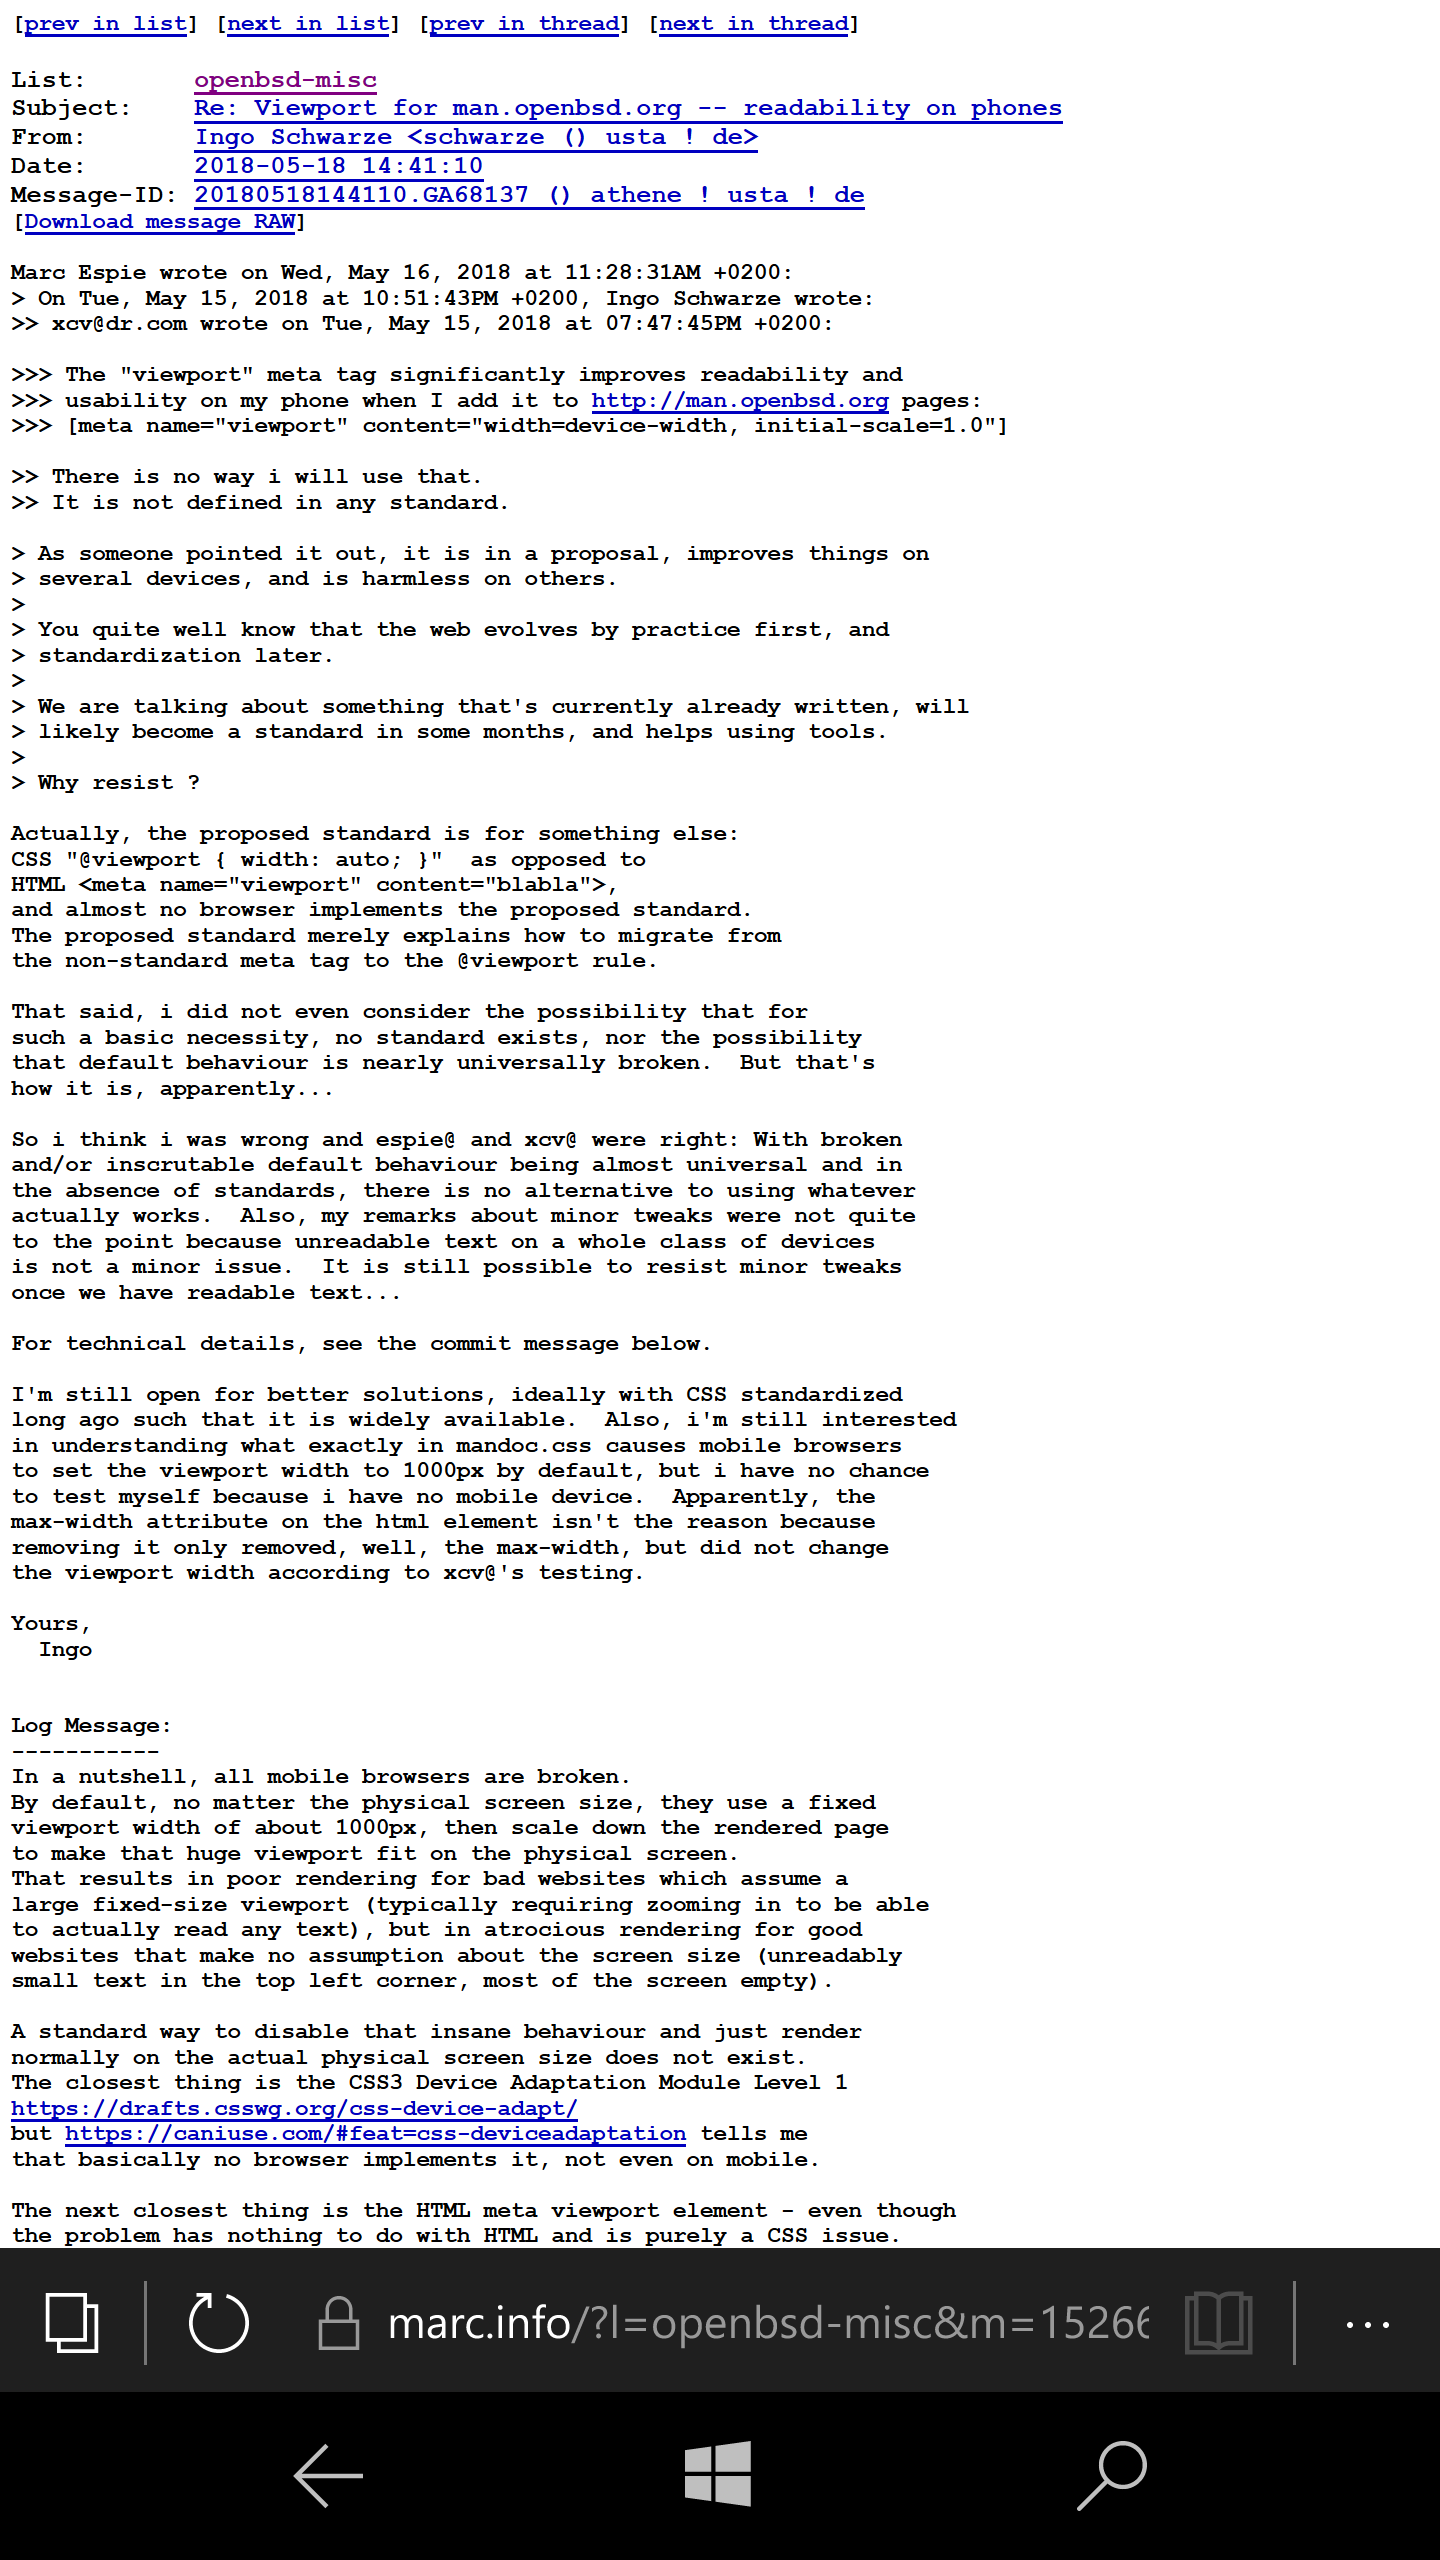 [prev in list] [next in list] [prev in thread] [next in thread]
List: openbsd-misc
Subject: Re: Viewport for man.openbsd.org -- readability on phones
From: Ingo Schwarze <schwarze () usta ! de>
Date: 2018-05-18 14:41:10
Message-ID: 20180518144110.GA68137 () athene ! usta ! de
[Download message RAW]
Marc Espie wrote on Wed, May 16, 2018 at 11:28:31AM +0200:
> On Tue, May 15, 2018 at 10:51:43PM +0200, Ingo Schwarze wrote:
>> xcv@dr.com wrote on Tue, May 15, 2018 at 07:47:45PM +0200:
>>> The "viewport" meta tag significantly improves readability and
>>> usability on my phone when I add it to http://man.openbsd.org pages:
>>> [meta name="viewport" content="width=device-width, initial-scale=1.0"]
>> There is no way i will use that.
>> It is not defined in any standard.
> As someone pointed it out, it is in a proposal, improves things on
> several devices, and is harmless on others.
>
> You quite well know that the web evolves by practice first, and
> standardization later.
>
> We are talking about something that's currently already written, will
> likely become a standard in some months, and helps using tools.
>
> Why resist ?
Actually, the proposed standard is for something else:
CSS "@viewport { width: auto; }"  as opposed to
HTML <meta name="viewport" content="blabla">,
and almost no browser implements the proposed standard.
The proposed standard merely explains how to migrate from
the non-standard meta tag to the @viewport rule.
That said, i did not even consider the possibility that for
such a basic necessity, no standard exists, nor the possibility
that default behaviour is nearly universally broken.  But that's
how it is, apparently...
So i think i was wrong and espie@ and xcv@ were right: With broken
and/or inscrutable default behaviour being almost universal and in
the absence of standards, there is no alternative to using whatever
actually works.  Also, my remarks about minor tweaks were not quite
to the point because unreadable text on a whole class of devices
is not a minor issue.  It is still possible to resist minor tweaks
once we have readable text...
For technical details, see the commit message below.
I'm still open for better solutions, ideally with CSS standardized
long ago such that it is widely available.  Also, i'm still interested
in understanding what exactly in mandoc.css causes mobile browsers
to set the viewport width to 1000px by default, but i have no chance
to test myself because i have no mobile device.  Apparently, the
max-width attribute on the html element isn't the reason because
removing it only removed, well, the max-width, but did not change
the viewport width according to xcv@'s testing.
Yours,
  Ingo
Log Message:
-----------
In a nutshell, all mobile browsers are broken.
By default, no matter the physical screen size, they use a fixed
viewport width of about 1000px, then scale down the rendered page
to make that huge viewport fit on the physical screen.
That results in poor rendering for bad websites which assume a
large fixed-size viewport (typically requiring zooming in to be able
to actually read any text), but in atrocious rendering for good
websites that make no assumption about the screen size (unreadably
small text in the top left corner, most of the screen empty).
A standard way to disable that insane behaviour and just render
normally on the actual physical screen size does not exist.
The closest thing is the CSS3 Device Adaptation Module Level 1
https://drafts.csswg.org/css-device-adapt/
but https://caniuse.com/#feat=css-deviceadaptation tells me
that basically no browser implements it, not even on mobile.
The next closest thing is the HTML meta viewport element - even though
the problem has nothing to do with HTML and is purely a CSS issue.
marc.info/?l=openbsd-misc&m=15266